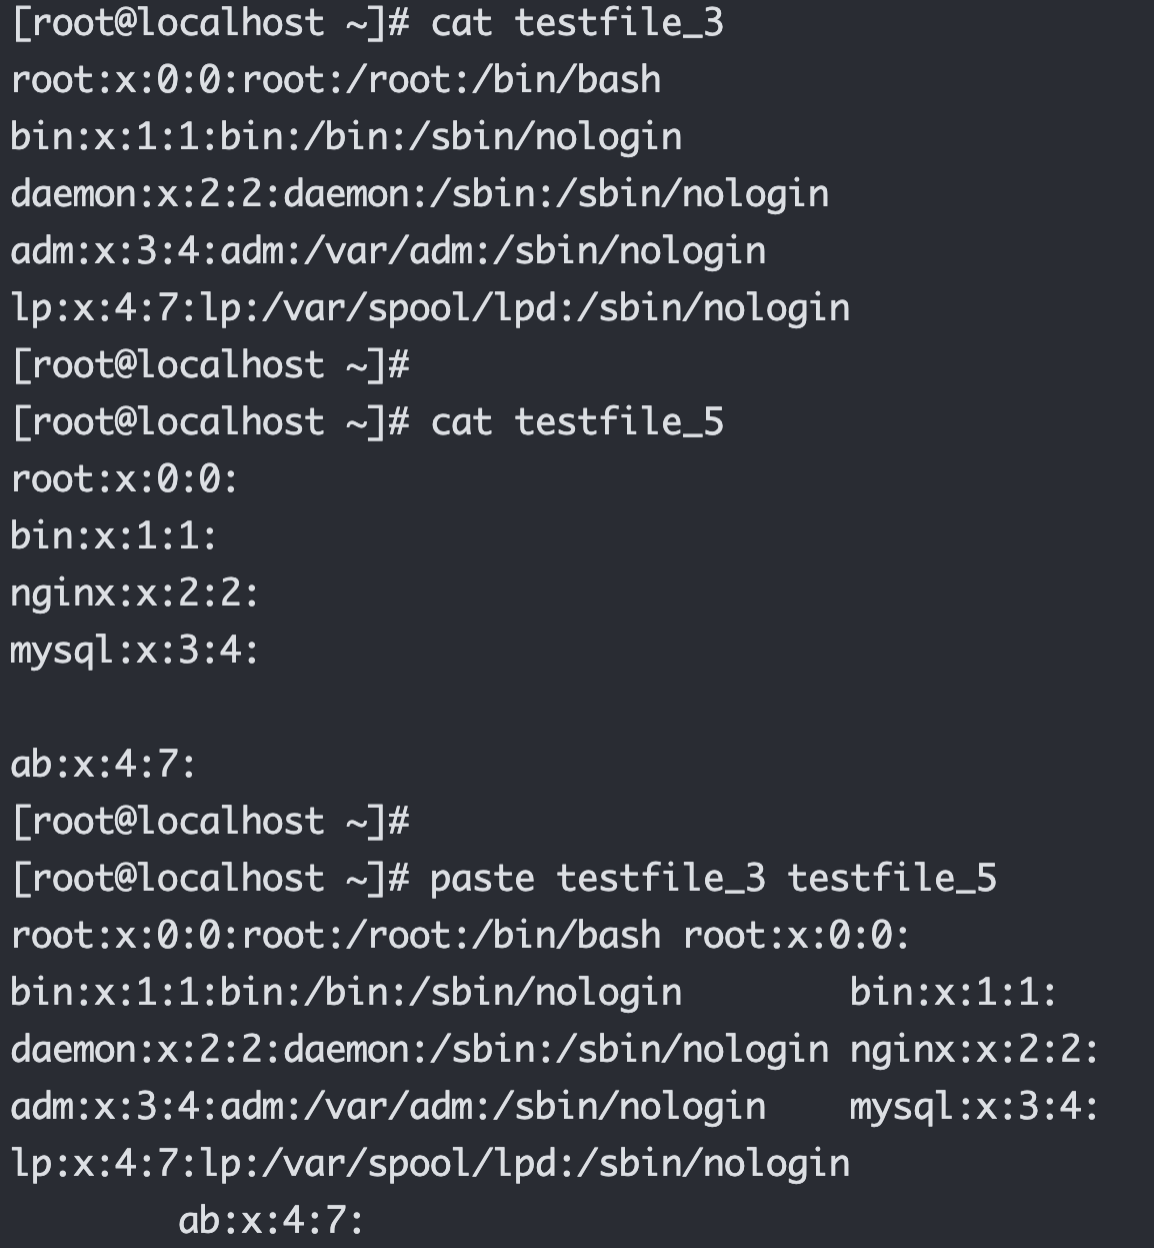 [root@localhost ~]# cat testfile_3
root:x:0:0:root:/root:/bin/bash
bin:x:1:1:bin:/bin:/sbin/nologin
daemon:x:2:2:daemon:/sbin:/sbin/nologin
adm:x:3:4:adm:/var/adm:/sbin/nologin
lp:x:4:7:lp:/var/spool/lpd:/sbin/nologin
[root@localhost ~]#
[root@localhost ~]# cat testfile_5
root:x:0:0:
bin:x:1:1:
nginx:x:2:2:
mysql:x:3:4:

ab:x:4:7:
[root@localhost ~]#
[root@localhost ~]# paste testfile_3 testfile_5
root:x:0:0:root:/root:/bin/bash root:x:0:0:
bin:x:1:1:bin:/bin:/sbin/nologin        bin:x:1:1:
daemon:x:2:2:daemon:/sbin:/sbin/nologin nginx:x:2:2:
adm:x:3:4:adm:/var/adm:/sbin/nologin    mysql:x:3:4:
lp:x:4:7:lp:/var/spool/lpd:/sbin/nologin
        ab:x:4:7: